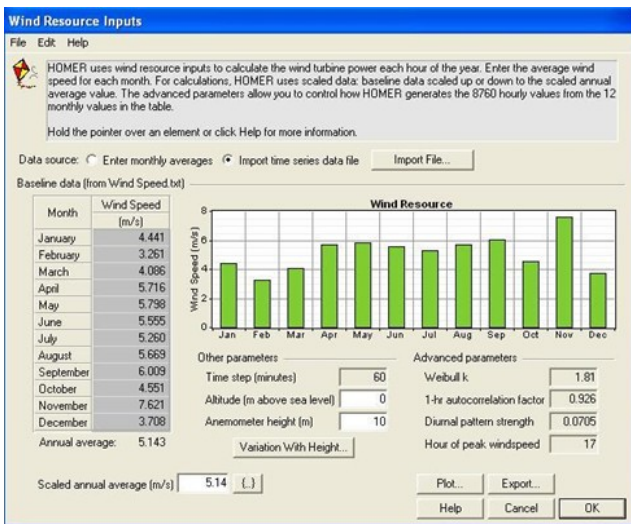 Wind Resource Inputs
File Edit Help
HOMER uses wind resource inputs to calculate the wind turbine power each hour of the year. Enter the average wind
speed for each month. For calculations, HOMER uses scaled data: baseline data scaled up or down to the scaled annual
average value. The advanced parameters allow you to control how HOMER generates the 8760 hourly values from the 12
monthly values in the table.
Hold the pointer over an element or click Help for more information.
Data source: Enter monthly averages Import time series data file Import File...
Baseline data (from Wind Speed.txt)
Month Wind Speed
(m/s)
January 4.441
February 3.261
March 4.086
April 5.716
May 5.798
June 5.555
July 5.260
August 5.669
September 6.009
October 4.551
November 7.621
December 3.708
Annual average: 5.143
Wind Resource
Wind Speed (m/s)
8
6
4
2
0
Jan Feb Mar Apr May Jun Jul Aug Sep Oct Nov Dec
Other parameters
Time step (minutes) 60
Altitude (m above sea level) 0
Anemometer height (m) 10
Variation With Height...
Advanced parameters
Weibull k 1.81
1-hr autocorrelation factor 0.926
Diurnal pattern strength 0.0705
Hour of peak windspeed 17
Scaled annual average (m/s) 5.14 {..}
Plot... Export...
Help Cancel OK